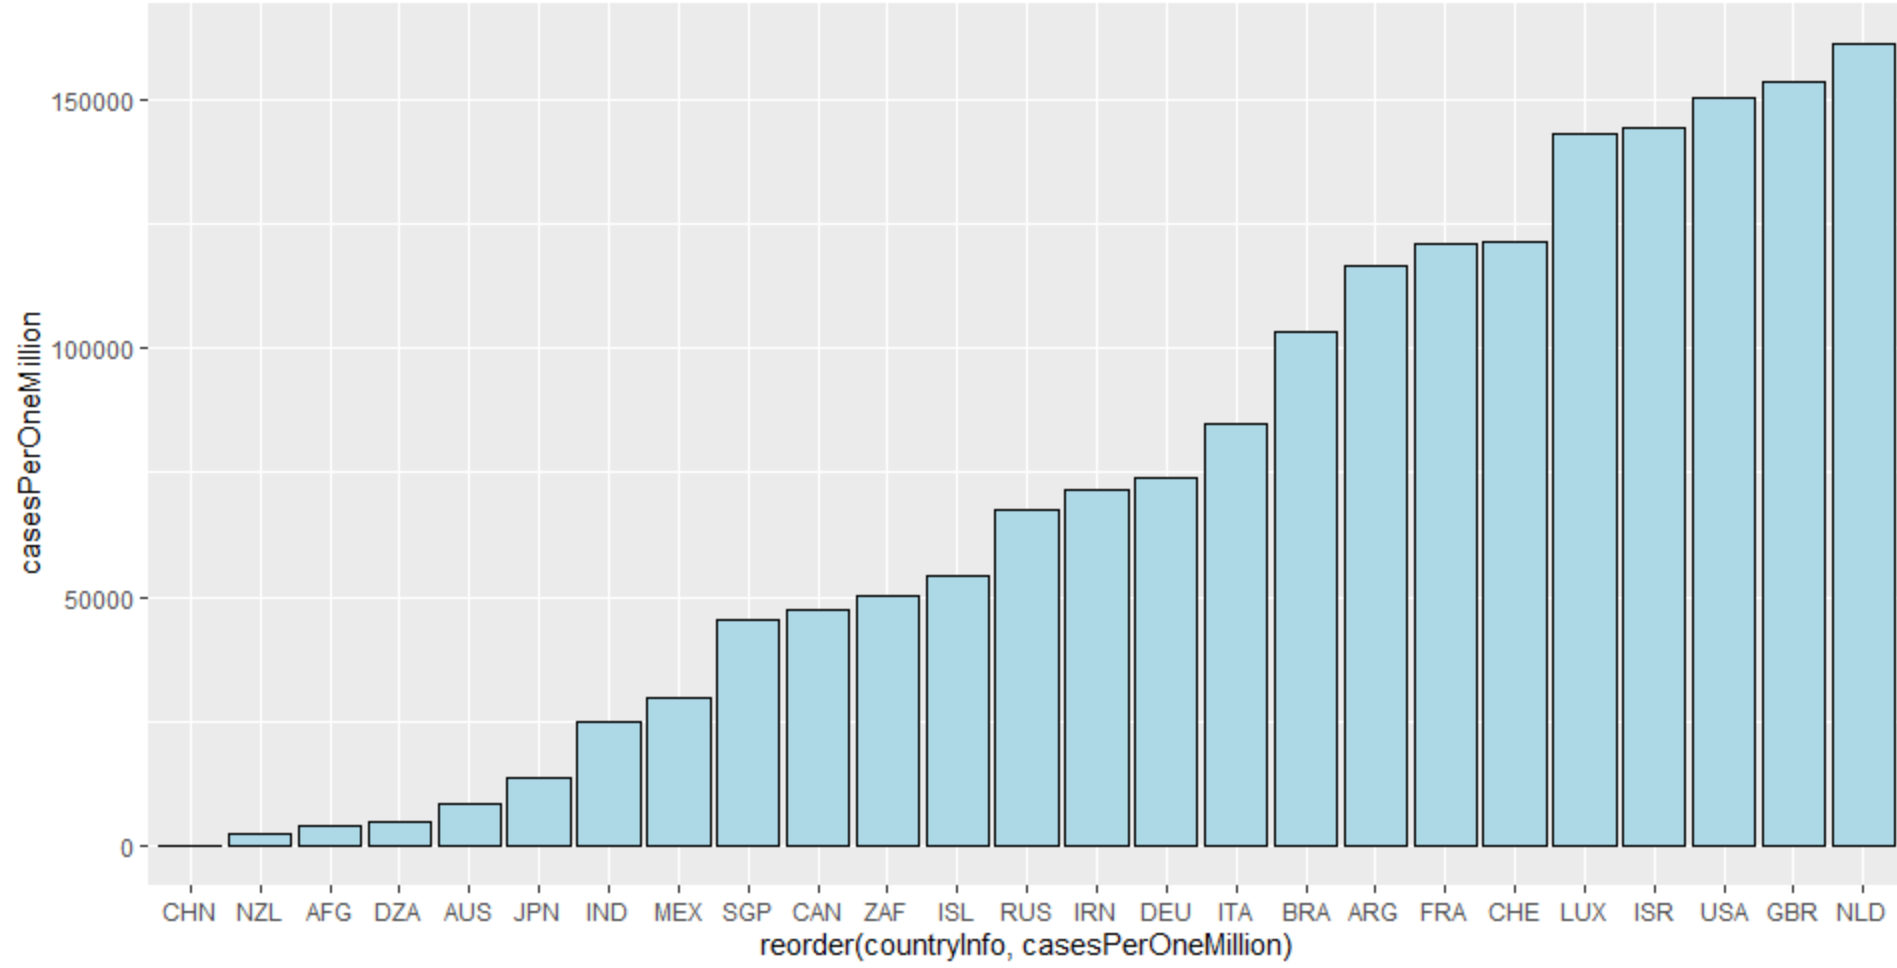 casesPerOneMillion
150000
100000
50000
0
CHN NZL AFG DZA AUS JPN IND MEX SGP CAN ZAF ISL RUS IRN DEU ITA BRA ARG FRA CHE LUX ISR USA GBR NLD
reorder(countryInfo, casesPerOneMillion)